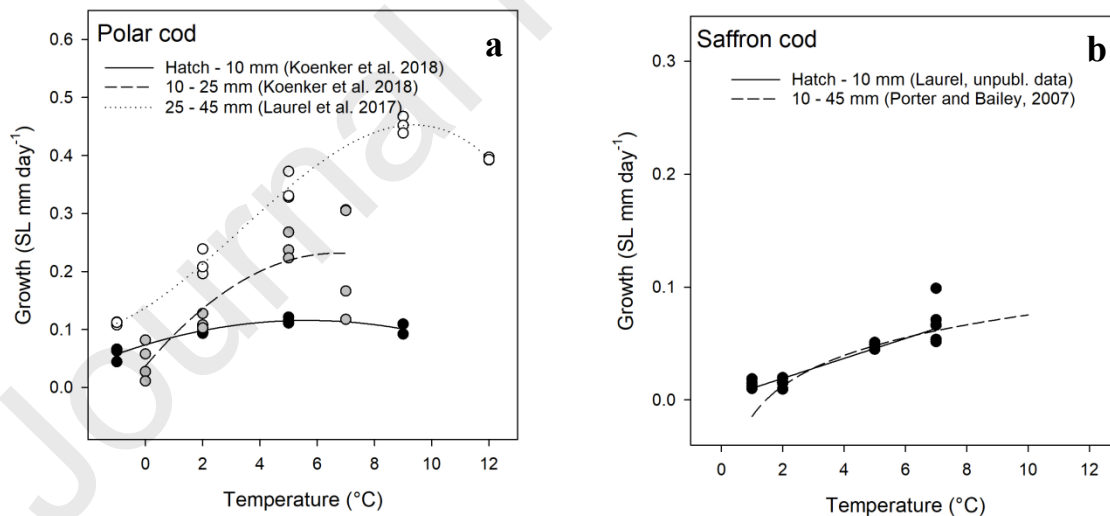 Polar cod
a
Hatch - 10 mm (Koenker et al. 2018)
10 - 25 mm (Koenker et al. 2018)
25 - 45 mm (Laurel et al. 2017)
Growth (SL mm day⁻¹)
0.6
0.5
0.4
0.3
0.2
0.1
0.0
0 2 4 6 8 10 12
Temperature (°C)
Saffron cod
b
Hatch - 10 mm (Laurel, unpubl. data)
10 - 45 mm (Porter and Bailey, 2007)
Growth (SL mm day⁻¹)
0.3
0.2
0.1
0.0
0 2 4 6 8 10 12
Temperature (°C)
Journal